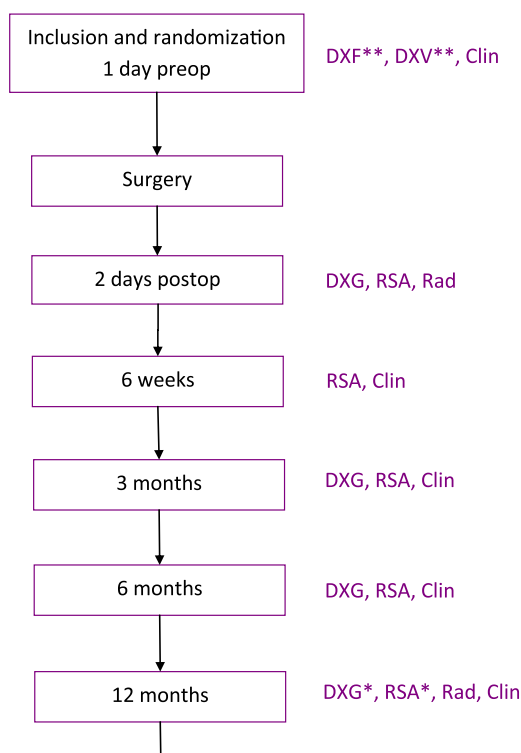 Inclusion and randomization
1 day preop
DXF**, DXV**, Clin
Surgery
2 days postop
DXG, RSA, Rad
6 weeks
RSA, Clin
3 months
DXG, RSA, Clin
6 months
DXG, RSA, Clin
12 months
DXG*, RSA*, Rad, Clin